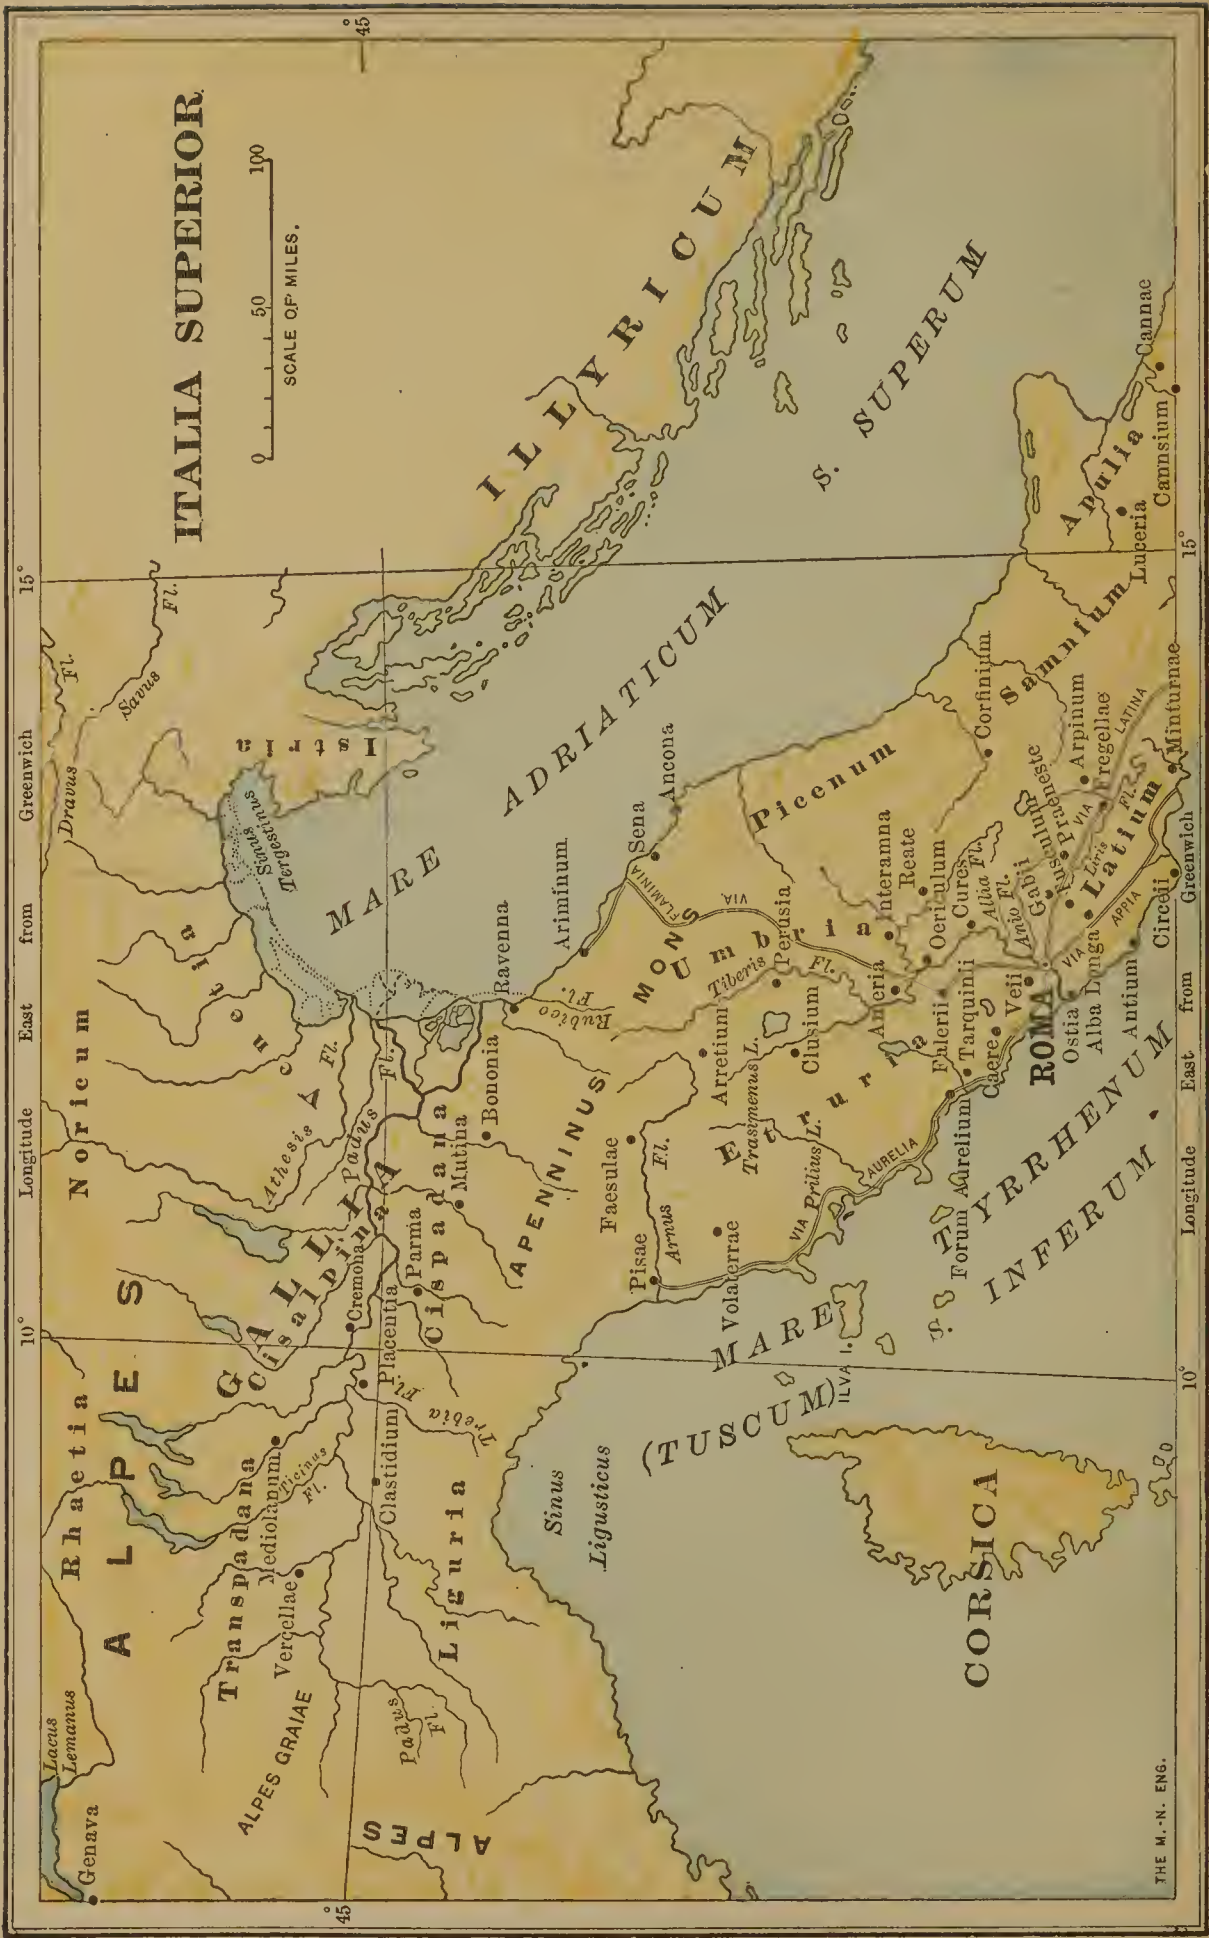 ITALIA SUPERIOR
0 50 100
SCALE OF MILES.
Longitude East from Greenwich
10°
15°
45°
45°
Lacus
Lemanus
Genava
Rhaetia
Noricum
Dravus Fl.
Savus Fl.
ALPES
ALPES GRAIAE
ALPES
GALLIA
Cisalpina
Transpadana
Cispadana
Venetia
Istria
Sinus
Tergestinus
ILLYRICUM
Mediolanum
Ticinus
Fl.
Vercellae
Padus
Fl.
Liguria
Clastidium
Trebia Fl.
Placentia
Cremona
Parma
Mutina
Bononia
Athesis Fl.
Padus Fl.
Ravenna
Rubico Fl.
Ariminum
Sena
Ancona
MARE ADRIATICUM
S. SUPERUM
MONS
APENNINUS
Sinus
Ligusticus
Pisae
Arnus Fl.
Faesulae
Volaterrae
Arretium
Trasimenus L.
Clusium
Perusia
Etruria
Umbria
Tiberis Fl.
VIA FLAMINIA
VIA AURELIA
Prilius L.
Picenum
Interamna
Reate
Ameria
Ocriculum
Cures
Allia Fl.
Anio Fl.
Falerii
Tarquinii
Veii
Caere
Forum Aurelium
ROMA
Ostia
Alba Longa
Antium
Circeii
Gabii
Tusculum
Praeneste
Latium
Liris Fl.
VIA APPIA
VIA LATINA
Arpinum
Fregellae
Minturnae
Corfinium
Samnium
Apulia
Luceria
Canusium
Cannae
MARE TYRRHENUM
(TUSCUM)
S. INFERUM
ILVA I.
CORSICA
Longitude East from Greenwich
10°
15°
THE M.-N. ENG.